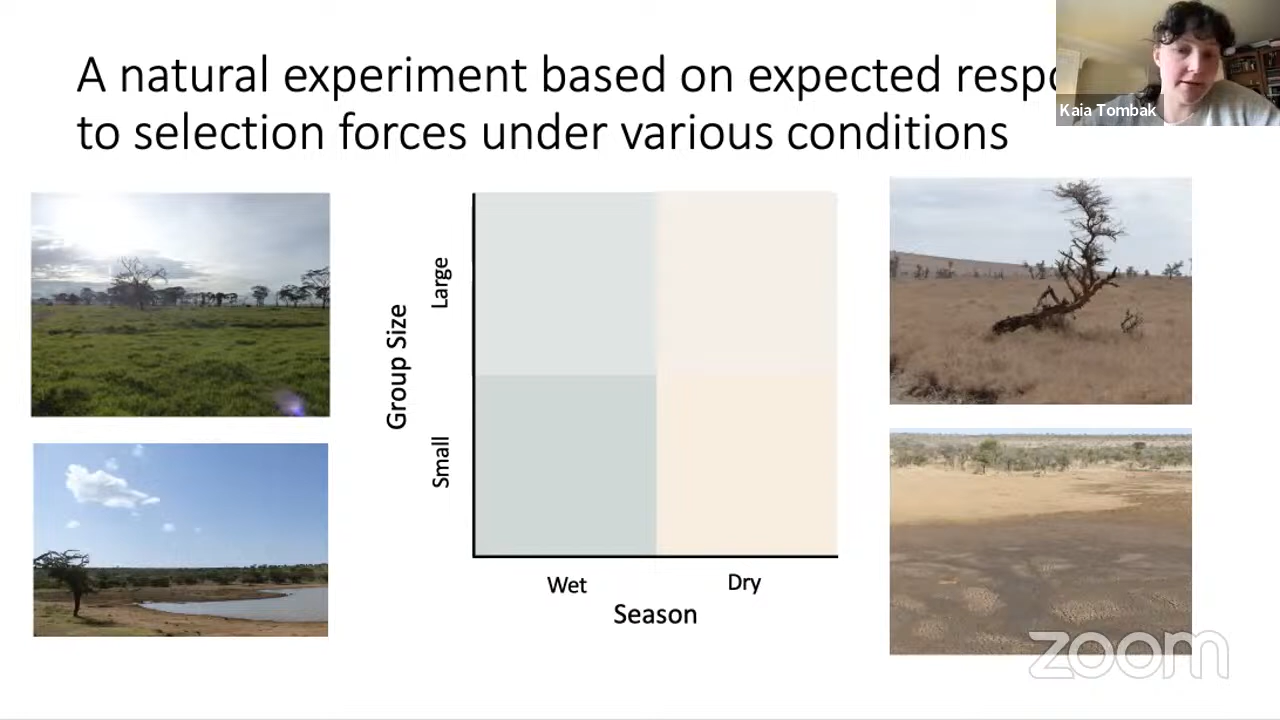 A natural experiment based on expected
to selection forces under various conditions
Kaia Tombak
Large
Group Size
Small
Wet
Dry
Season
zoom